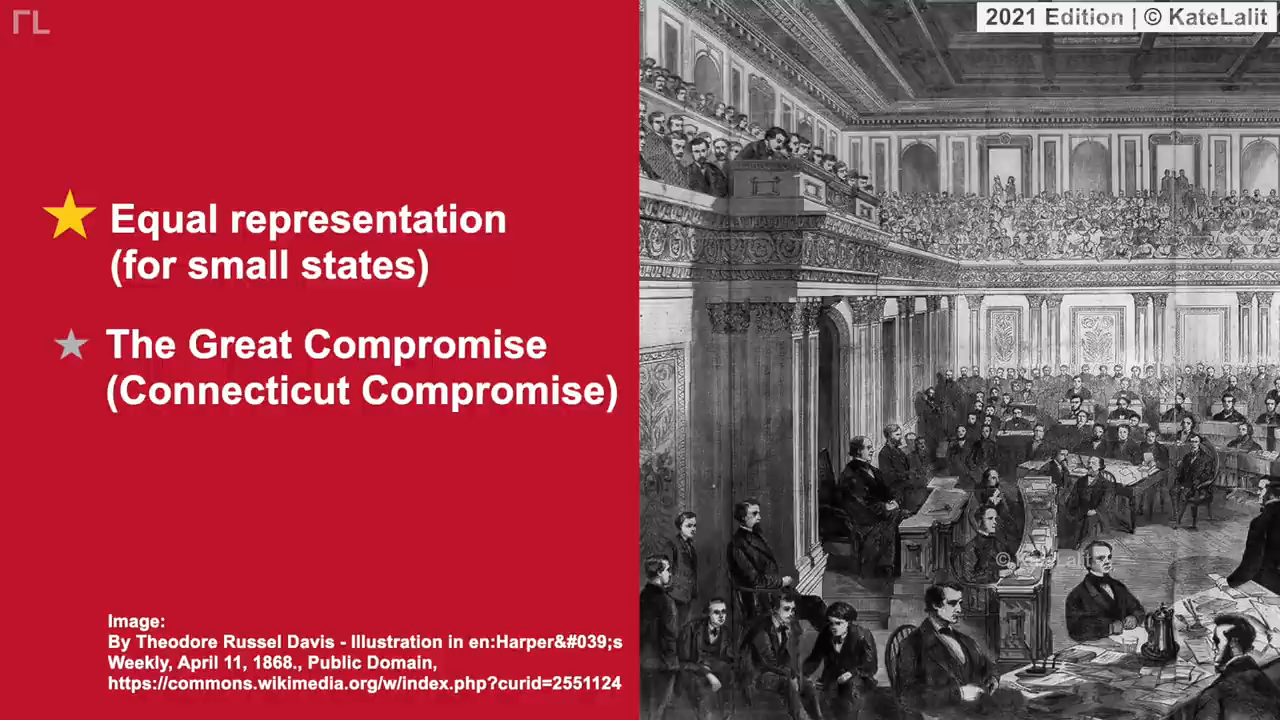 2021 Edition | © KateLalit
Equal representation
(for small states)
The Great Compromise
(Connecticut Compromise)
© KateLalit
Image:
By Theodore Russel Davis - Illustration in en:Harper&#039;s
Weekly, April 11, 1868., Public Domain,
https://commons.wikimedia.org/w/index.php?curid=2551124